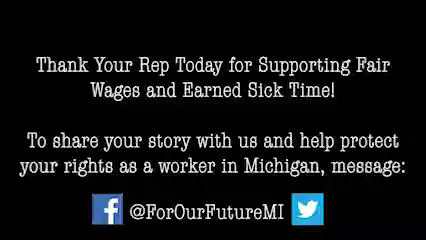 Thank Your Rep Today for Supporting Fair
Wages and Earned Sick Time!
To share your story with us and help protect
your rights as a worker in Michigan, message:
@ForOurFutureMI